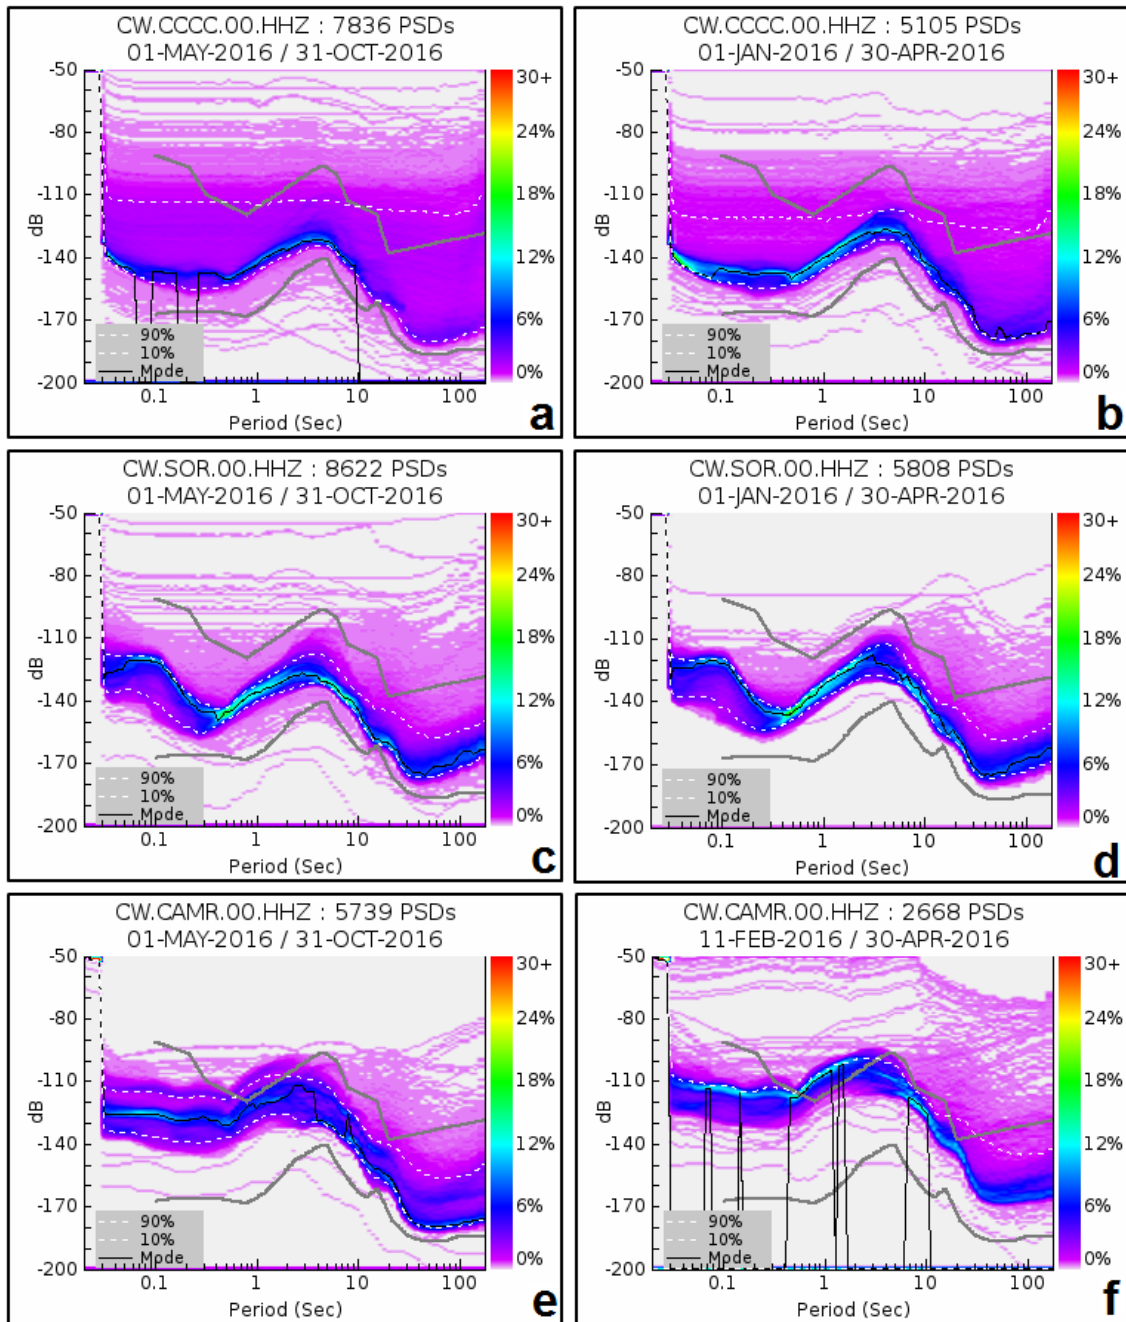 CW.CCCC.00.HHZ : 7836 PSDs
01-MAY-2016 / 31-OCT-2016
-50
-80
-110
-140
-170
-200
dB
0.1 1 10 100
Period (Sec)
90%
10%
Mode
30+
24%
18%
12%
6%
0%
a
CW.CCCC.00.HHZ : 5105 PSDs
01-JAN-2016 / 30-APR-2016
-50
-80
-110
-140
-170
-200
dB
0.1 1 10 100
Period (Sec)
90%
10%
Mode
30+
24%
18%
12%
6%
0%
b
CW.SOR.00.HHZ : 8622 PSDs
01-MAY-2016 / 31-OCT-2016
-50
-80
-110
-140
-170
-200
dB
0.1 1 10 100
Period (Sec)
90%
10%
Mode
30+
24%
18%
12%
6%
0%
c
CW.SOR.00.HHZ : 5808 PSDs
01-JAN-2016 / 30-APR-2016
-50
-80
-110
-140
-170
-200
dB
0.1 1 10 100
Period (Sec)
90%
10%
Mode
30+
24%
18%
12%
6%
0%
d
CW.CAMR.00.HHZ : 5739 PSDs
01-MAY-2016 / 31-OCT-2016
-50
-80
-110
-140
-170
-200
dB
0.1 1 10 100
Period (Sec)
90%
10%
Mode
30+
24%
18%
12%
6%
0%
e
CW.CAMR.00.HHZ : 2668 PSDs
11-FEB-2016 / 30-APR-2016
-50
-80
-110
-140
-170
-200
dB
0.1 1 10 100
Period (Sec)
90%
10%
Mode
30+
24%
18%
12%
6%
0%
f